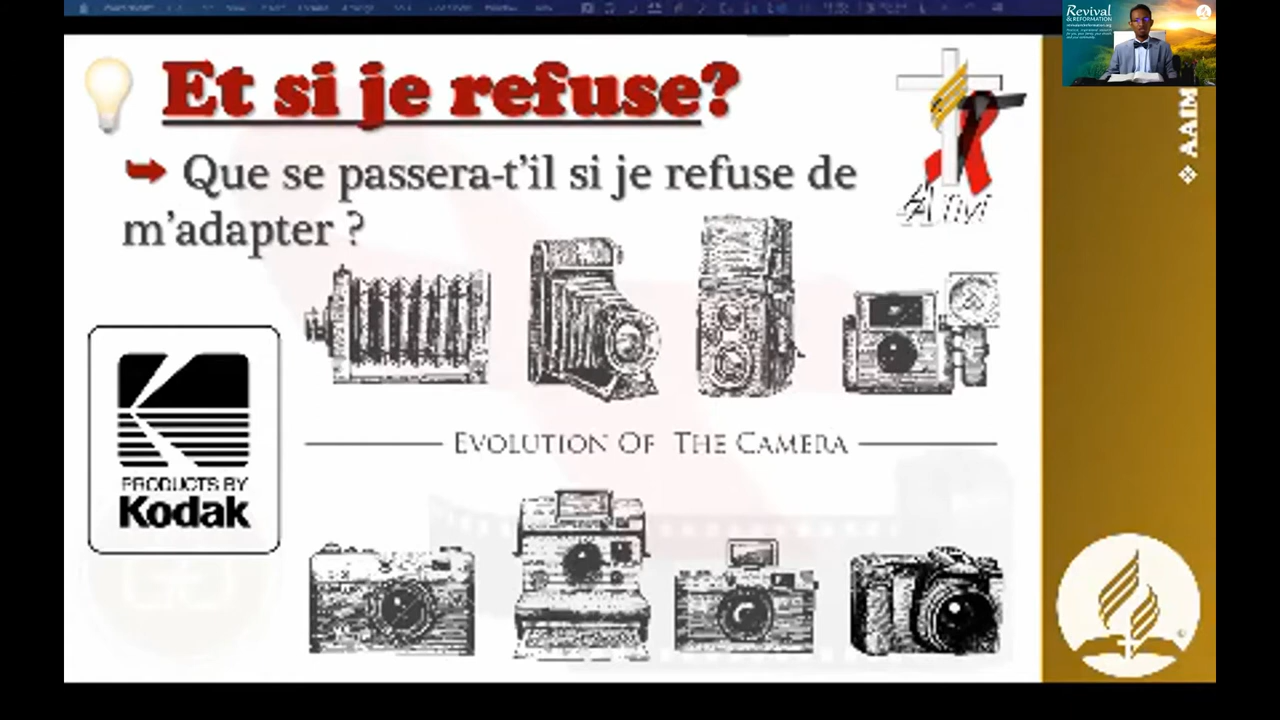 Et si je refuse?
Que se passera-t'il si je refuse de
m'adapter ?
PRODUCTS BY
Kodak
EVOLUTION OF THE CAMERA
AAIM
Revival
& REFORMATION